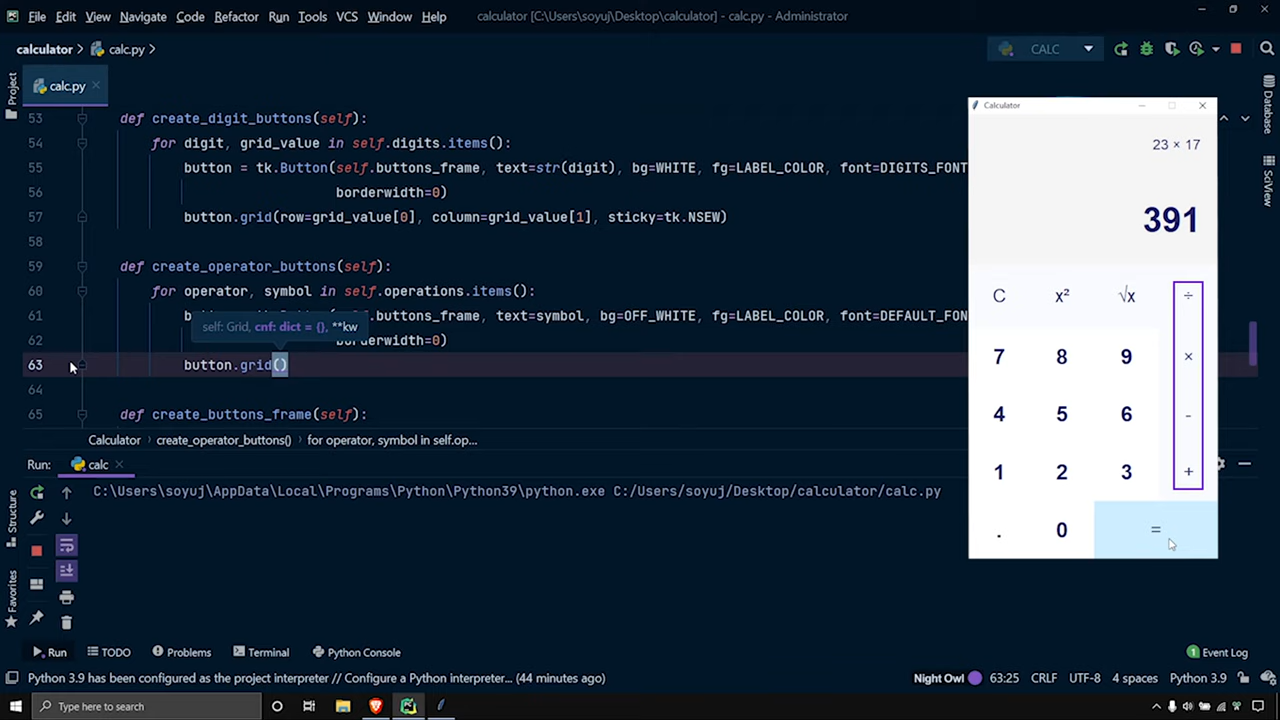 File Edit View Navigate Code Refactor Run Tools VCS Window Help calculator [C:\Users\soyuj\Desktop\calculator] - calc.py - Administrator
calculator calc.py CALC
Project calc.py
53 def create_digit_buttons(self):
54 for digit, grid_value in self.digits.items():
55 button = tk.Button(self.buttons_frame, text=str(digit), bg=WHITE, fg=LABEL_COLOR, font=DIGITS_FONT
56 borderwidth=0)
57 button.grid(row=grid_value[0], column=grid_value[1], sticky=tk.NSEW)
58
59 def create_operator_buttons(self):
60 for operator, symbol in self.operations.items():
61 buttons_frame, text=symbol, bg=OFF_WHITE, fg=LABEL_COLOR, font=DEFAULT_FONT
self: Grid, cnf: dict = {}, **kw
62 borderwidth=0)
63 button.grid()
64
65 def create_buttons_frame(self):
Calculator create_operator_buttons() for operator, symbol in self.op...
Run: calc
C:\Users\soyuj\AppData\Local\Programs\Python\Python39\python.exe C:/Users/soyuj/Desktop/calculator/calc.py
Structure
Favorites
Database
SciView
Calculator
23 × 17
391
C x² √x ÷
7 8 9 ×
4 5 6 -
1 2 3 +
. 0 =
Run TODO Problems Terminal Python Console 1 Event Log
Python 3.9 has been configured as the project interpreter // Configure a Python interpreter... (44 minutes ago) Night Owl 63:25 CRLF UTF-8 4 spaces Python 3.9
Type here to search